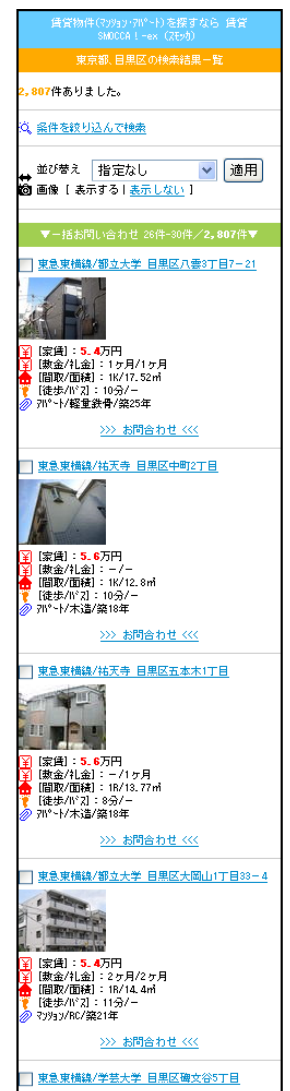 賃貸物件(ﾏﾝｼｮﾝ･ｱﾊﾟｰﾄ)を探すなら 賃貸
SMOCCA!-ex (ｽﾓｯｶ)
東京都、目黒区の検索結果一覧
2,807件ありました。
条件を絞り込んで検索
並び替え 指定なし 適用
画像 [ 表示する | 表示しない ]
▼一括お問い合わせ 26件-30件／2,807件▼
東急東横線/都立大学 目黒区八雲3丁目7－21
[家賃]：5.4万円
[敷金/礼金]：1ヶ月/1ヶ月
[間取/面積]：1K/17.52㎡
[徒歩/ﾊﾞｽ]：10分/－
ｱﾊﾟｰﾄ/軽量鉄骨/築25年
>>> お問合わせ <<<
東急東横線/祐天寺 目黒区中町2丁目
[家賃]：5.6万円
[敷金/礼金]：－/－
[間取/面積]：1K/12.8㎡
[徒歩/ﾊﾞｽ]：10分/－
ｱﾊﾟｰﾄ/木造/築18年
>>> お問合わせ <<<
東急東横線/祐天寺 目黒区五本木1丁目
[家賃]：5.6万円
[敷金/礼金]：－/1ヶ月
[間取/面積]：1R/13.77㎡
[徒歩/ﾊﾞｽ]：8分/－
ｱﾊﾟｰﾄ/木造/築18年
>>> お問合わせ <<<
東急東横線/都立大学 目黒区大岡山1丁目33－4
[家賃]：5.4万円
[敷金/礼金]：2ヶ月/2ヶ月
[間取/面積]：1R/14.4㎡
[徒歩/ﾊﾞｽ]：11分/－
ﾏﾝｼｮﾝ/RC/築21年
>>> お問合わせ <<<
東急東横線/学芸大学 目黒区碑文谷5丁目